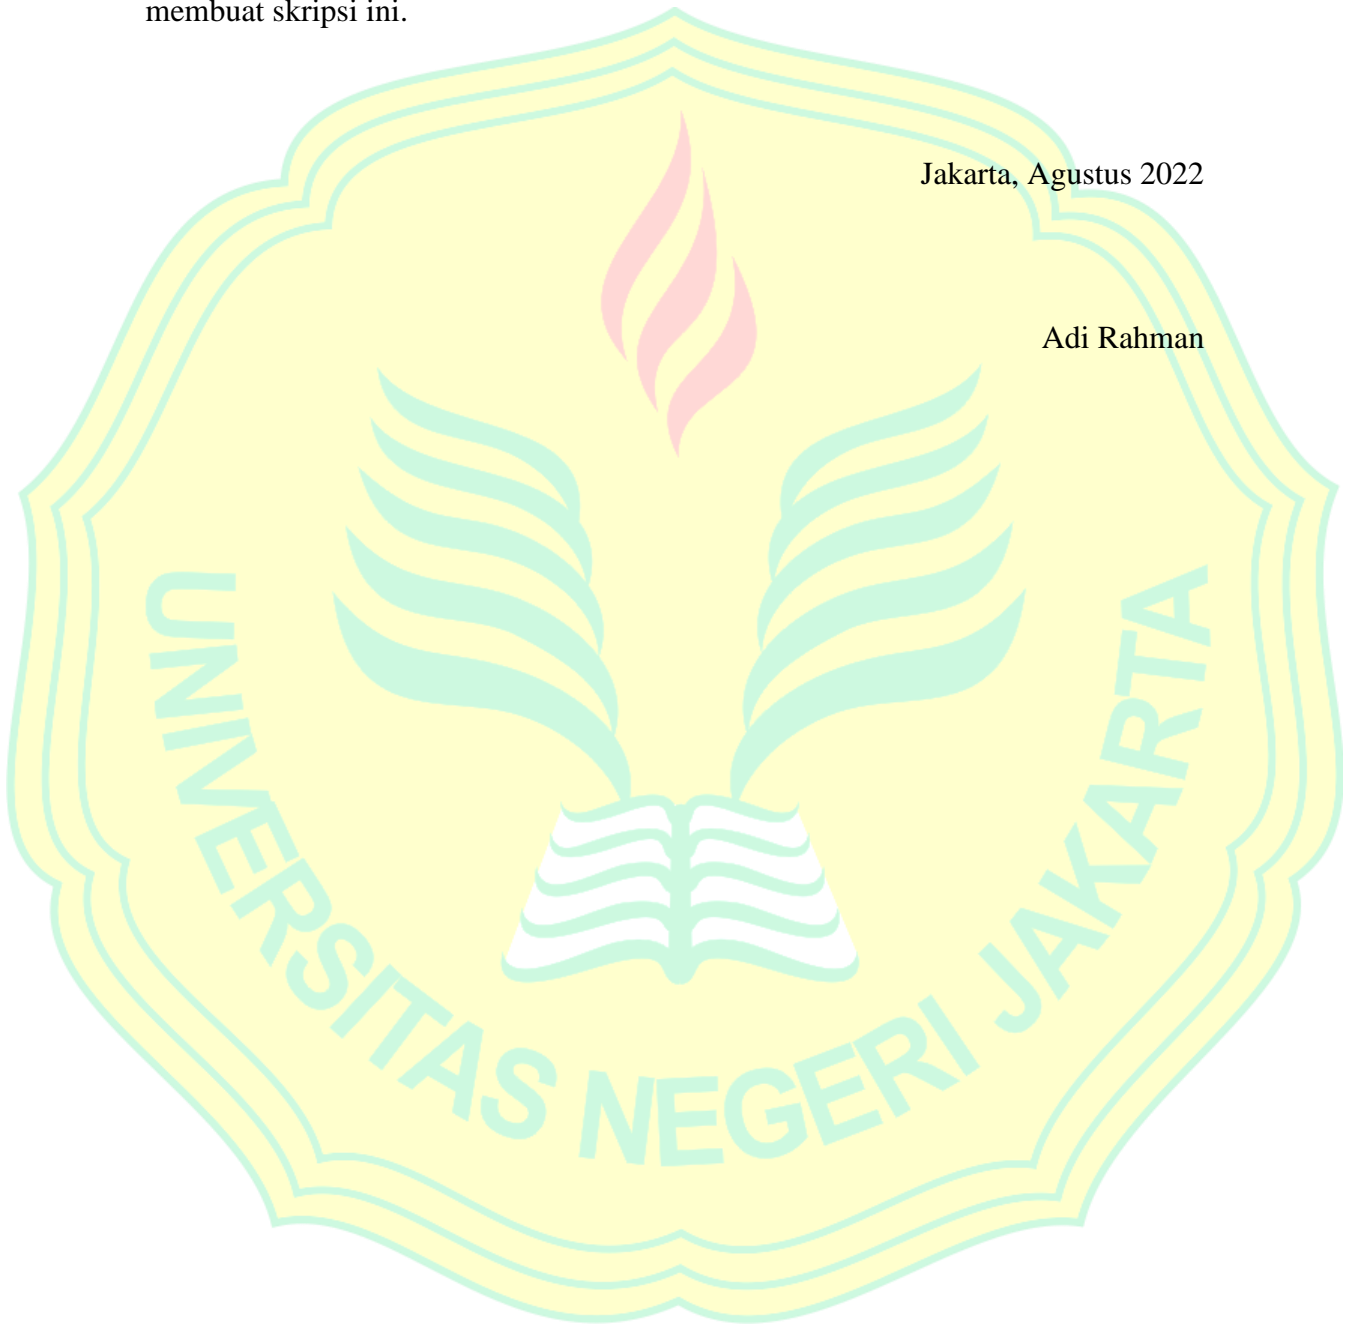 membuat skripsi ini.
Jakarta, Agustus 2022
Adi Rahman
UNIVERSITAS NEGERI JAKARTA